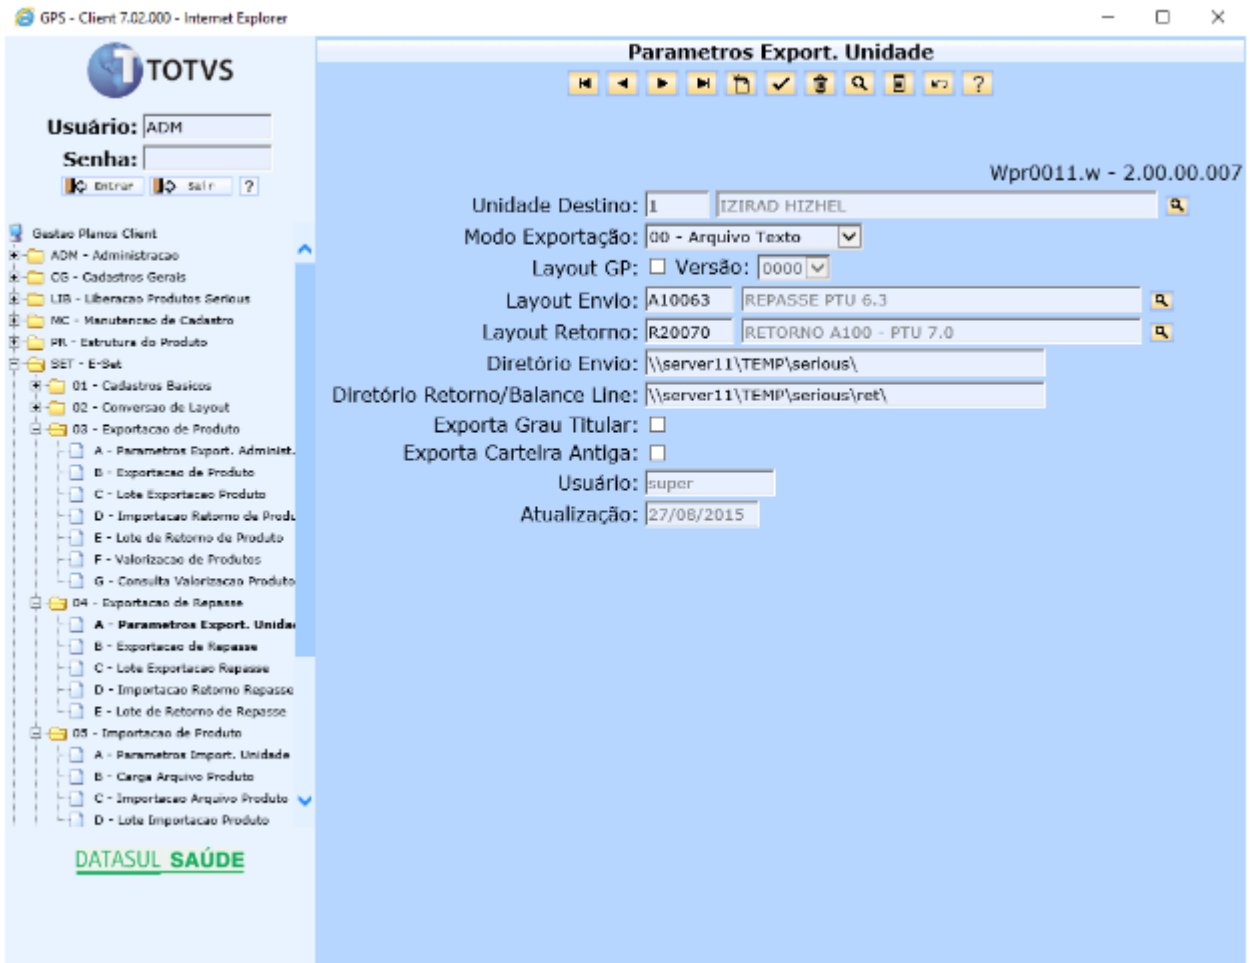 GPS - Client 7.02.000 - Internet Explorer
TOTVS
Usuário: ADM
Senha:
Entrar Sair ?
Gestao Planos Client
ADM - Administracao
CG - Cadastros Gerais
LIB - Liberacao Produtos Serious
MC - Manutencao de Cadastro
PR - Estrutura do Produto
SET - E-Set
01 - Cadastros Basicos
02 - Conversao de Layout
03 - Exportacao de Produto
A - Parametros Export. Administ.
B - Exportacao de Produto
C - Lote Exportacao Produto
D - Importacao Retorno de Produ
E - Lote de Retorno de Produto
F - Valorizacao de Produtos
G - Consulta Valorizacao Produto
04 - Exportacao de Repasse
A - Parametros Export. Unida
B - Exportacao de Repasse
C - Lote Exportacao Repasse
D - Importacao Retorno Repasse
E - Lote de Retorno de Repasse
05 - Importacao de Produto
A - Parametros Import. Unidade
B - Carga Arquivo Produto
C - Importacao Arquivo Produto
D - Lote Importacao Produto
DATASUL SAÚDE
Parametros Export. Unidade
?
Wpr0011.w - 2.00.00.007
Unidade Destino: 1 IZIRAD HIZHEL
Modo Exportação: 00 - Arquivo Texto
Layout GP: Versão: 0000
Layout Envio: A10063 REPASSE PTU 6.3
Layout Retorno: R20070 RETORNO A100 - PTU 7.0
Diretório Envio: \\server11\TEMP\serious\
Diretório Retorno/Balance Line: \\server11\TEMP\serious\ret\
Exporta Grau Titular:
Exporta Carteira Antiga:
Usuário: super
Atualização: 27/08/2015